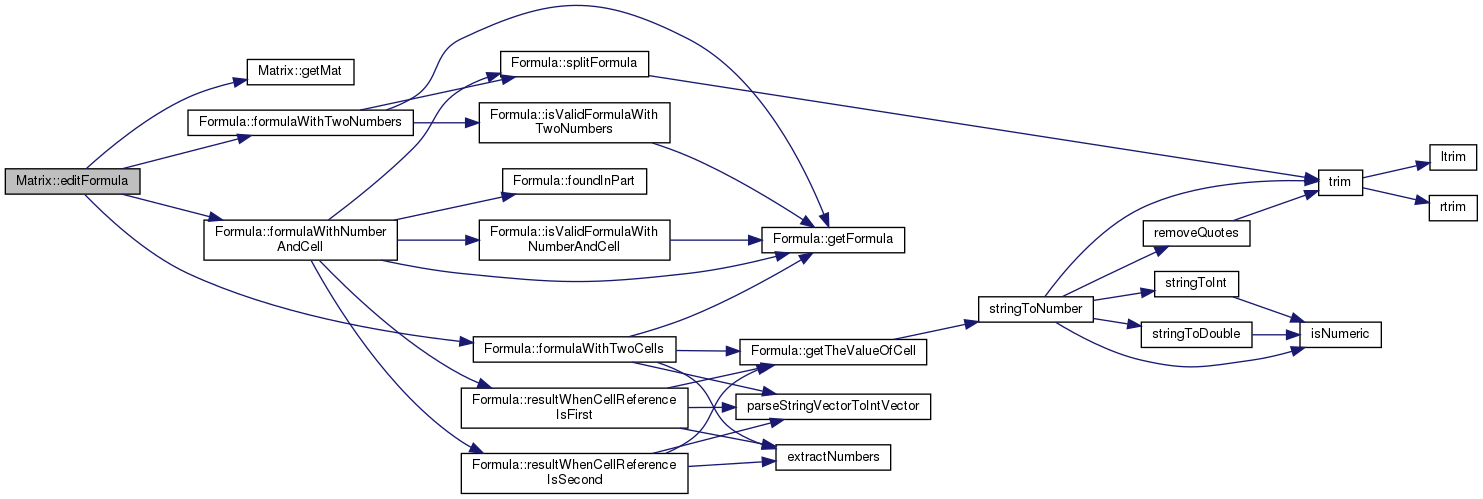 Matrix::editFormula
Matrix::getMat
Formula::formulaWithTwoNumbers
Formula::formulaWithNumber
AndCell
Formula::splitFormula
Formula::isValidFormulaWith
TwoNumbers
Formula::foundInPart
Formula::isValidFormulaWith
NumberAndCell
Formula::formulaWithTwoCells
Formula::resultWhenCellReference
IsFirst
Formula::resultWhenCellReference
IsSecond
Formula::getFormula
Formula::getTheValueOfCell
parseStringVectorToIntVector
extractNumbers
stringToNumber
removeQuotes
stringToInt
stringToDouble
trim
isNumeric
ltrim
rtrim